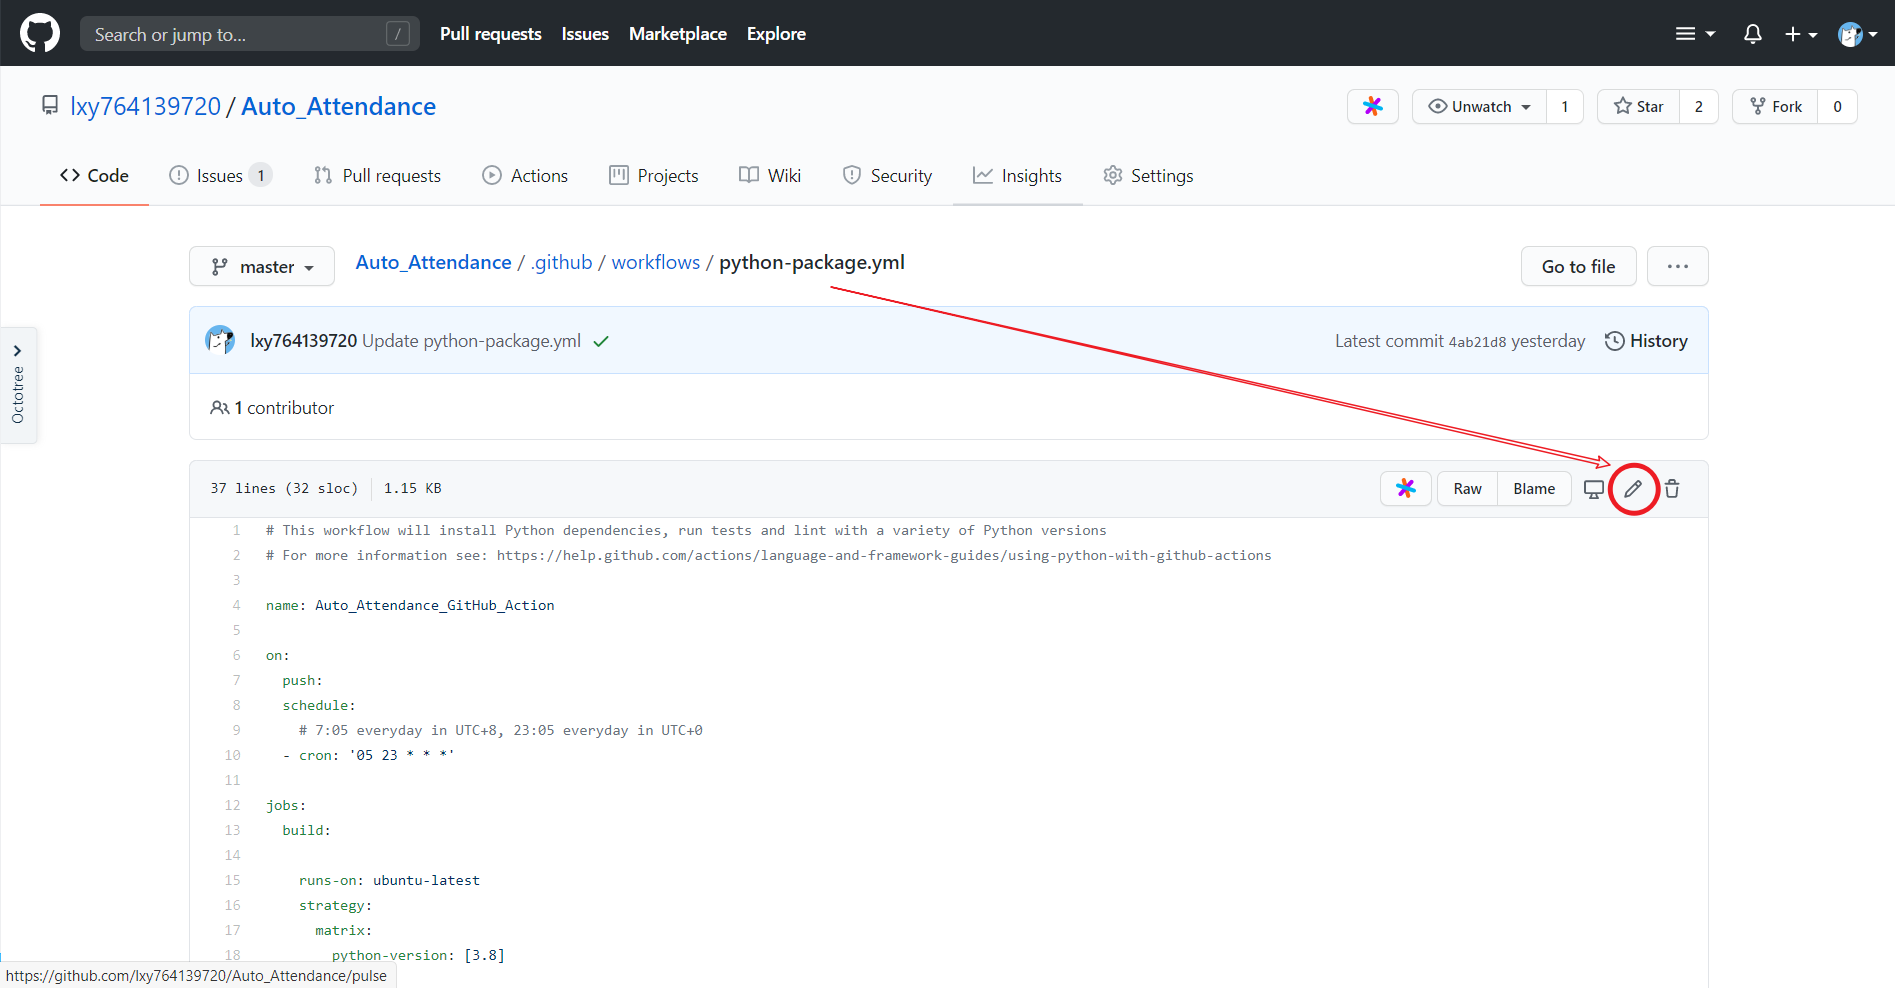 Search or jump to... / Pull requests Issues Marketplace Explore
lxy764139720 / Auto_Attendance Unwatch 1 Star 2 Fork 0
Code Issues 1 Pull requests Actions Projects Wiki Security Insights Settings
master Auto_Attendance / .github / workflows / python-package.yml Go to file ...
lxy764139720 Update python-package.yml Latest commit 4ab21d8 yesterday History
Octotree
1 contributor
37 lines (32 sloc) 1.15 KB Raw Blame
1 # This workflow will install Python dependencies, run tests and lint with a variety of Python versions
2 # For more information see: https://help.github.com/actions/language-and-framework-guides/using-python-with-github-actions
3
4 name: Auto_Attendance_GitHub_Action
5
6 on:
7 push:
8 schedule:
9 # 7:05 everyday in UTC+8, 23:05 everyday in UTC+0
10 - cron: '05 23 * * *'
11
12 jobs:
13 build:
14
15 runs-on: ubuntu-latest
16 strategy:
17 matrix:
18 python-version: [3.8]
https://github.com/lxy764139720/Auto_Attendance/pulse